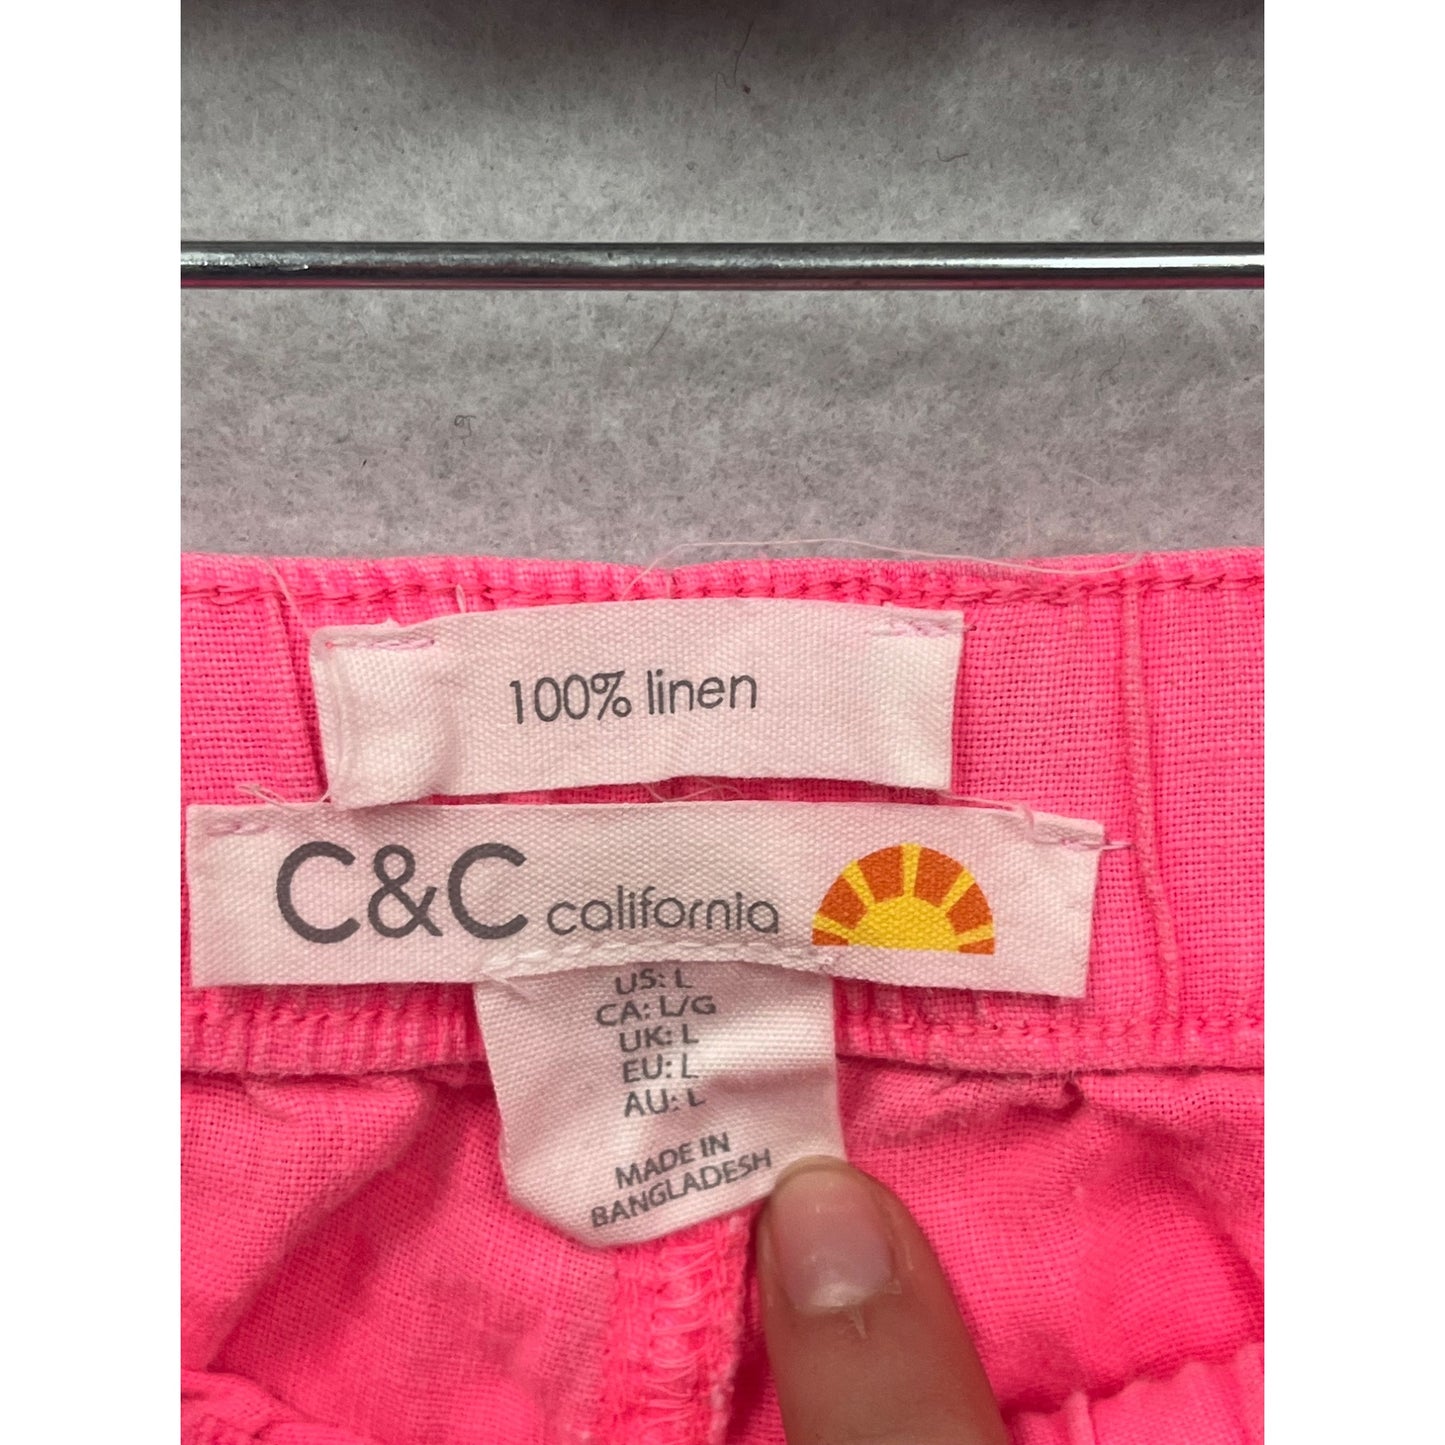 100% linen
C&C california
US: L
CA: L/G
UK: L
EU: L
AU: L
MADE IN
BANGLADESH